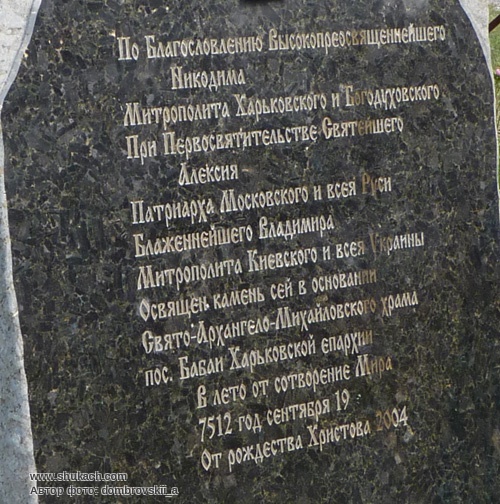 По Благословлению Высокопреосвященнейшего
Никодима
Митрополита Харьковского и Богодуховского
При Первосвятительстве Святейшего
Алексия -
Патриарха Московского и всея Руси
Блаженнейшего Владимира
Митрополита Киевского и всея Украины
Освящен камень сей в основании
Свято-Архангело-Михайловского храма
пос. Бабаи Харьковской епархии
В лето от сотворение Мира
7512 год сентября 19
От рождества Христова 2004
www.shukach.com
Автор фото: dombrovskii_a